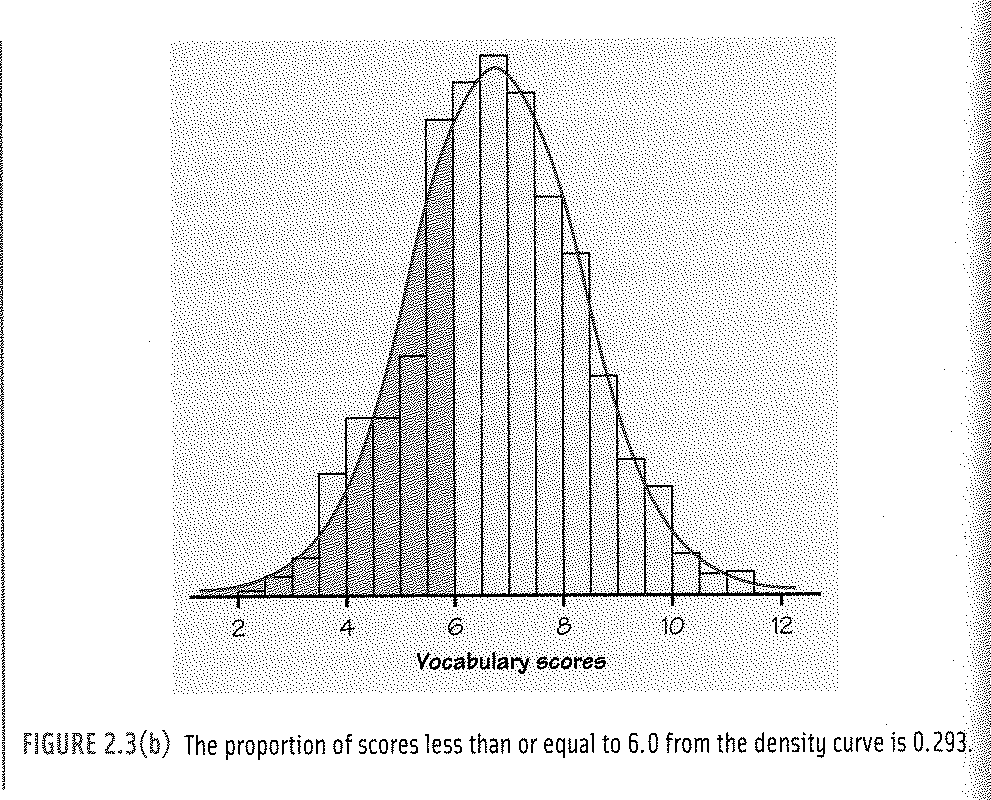 2 4 6 8 10 12
Vocabulary scores
FIGURE 2.3(b) The proportion of scores less than or equal to 6.0 from the density curve is 0.293.